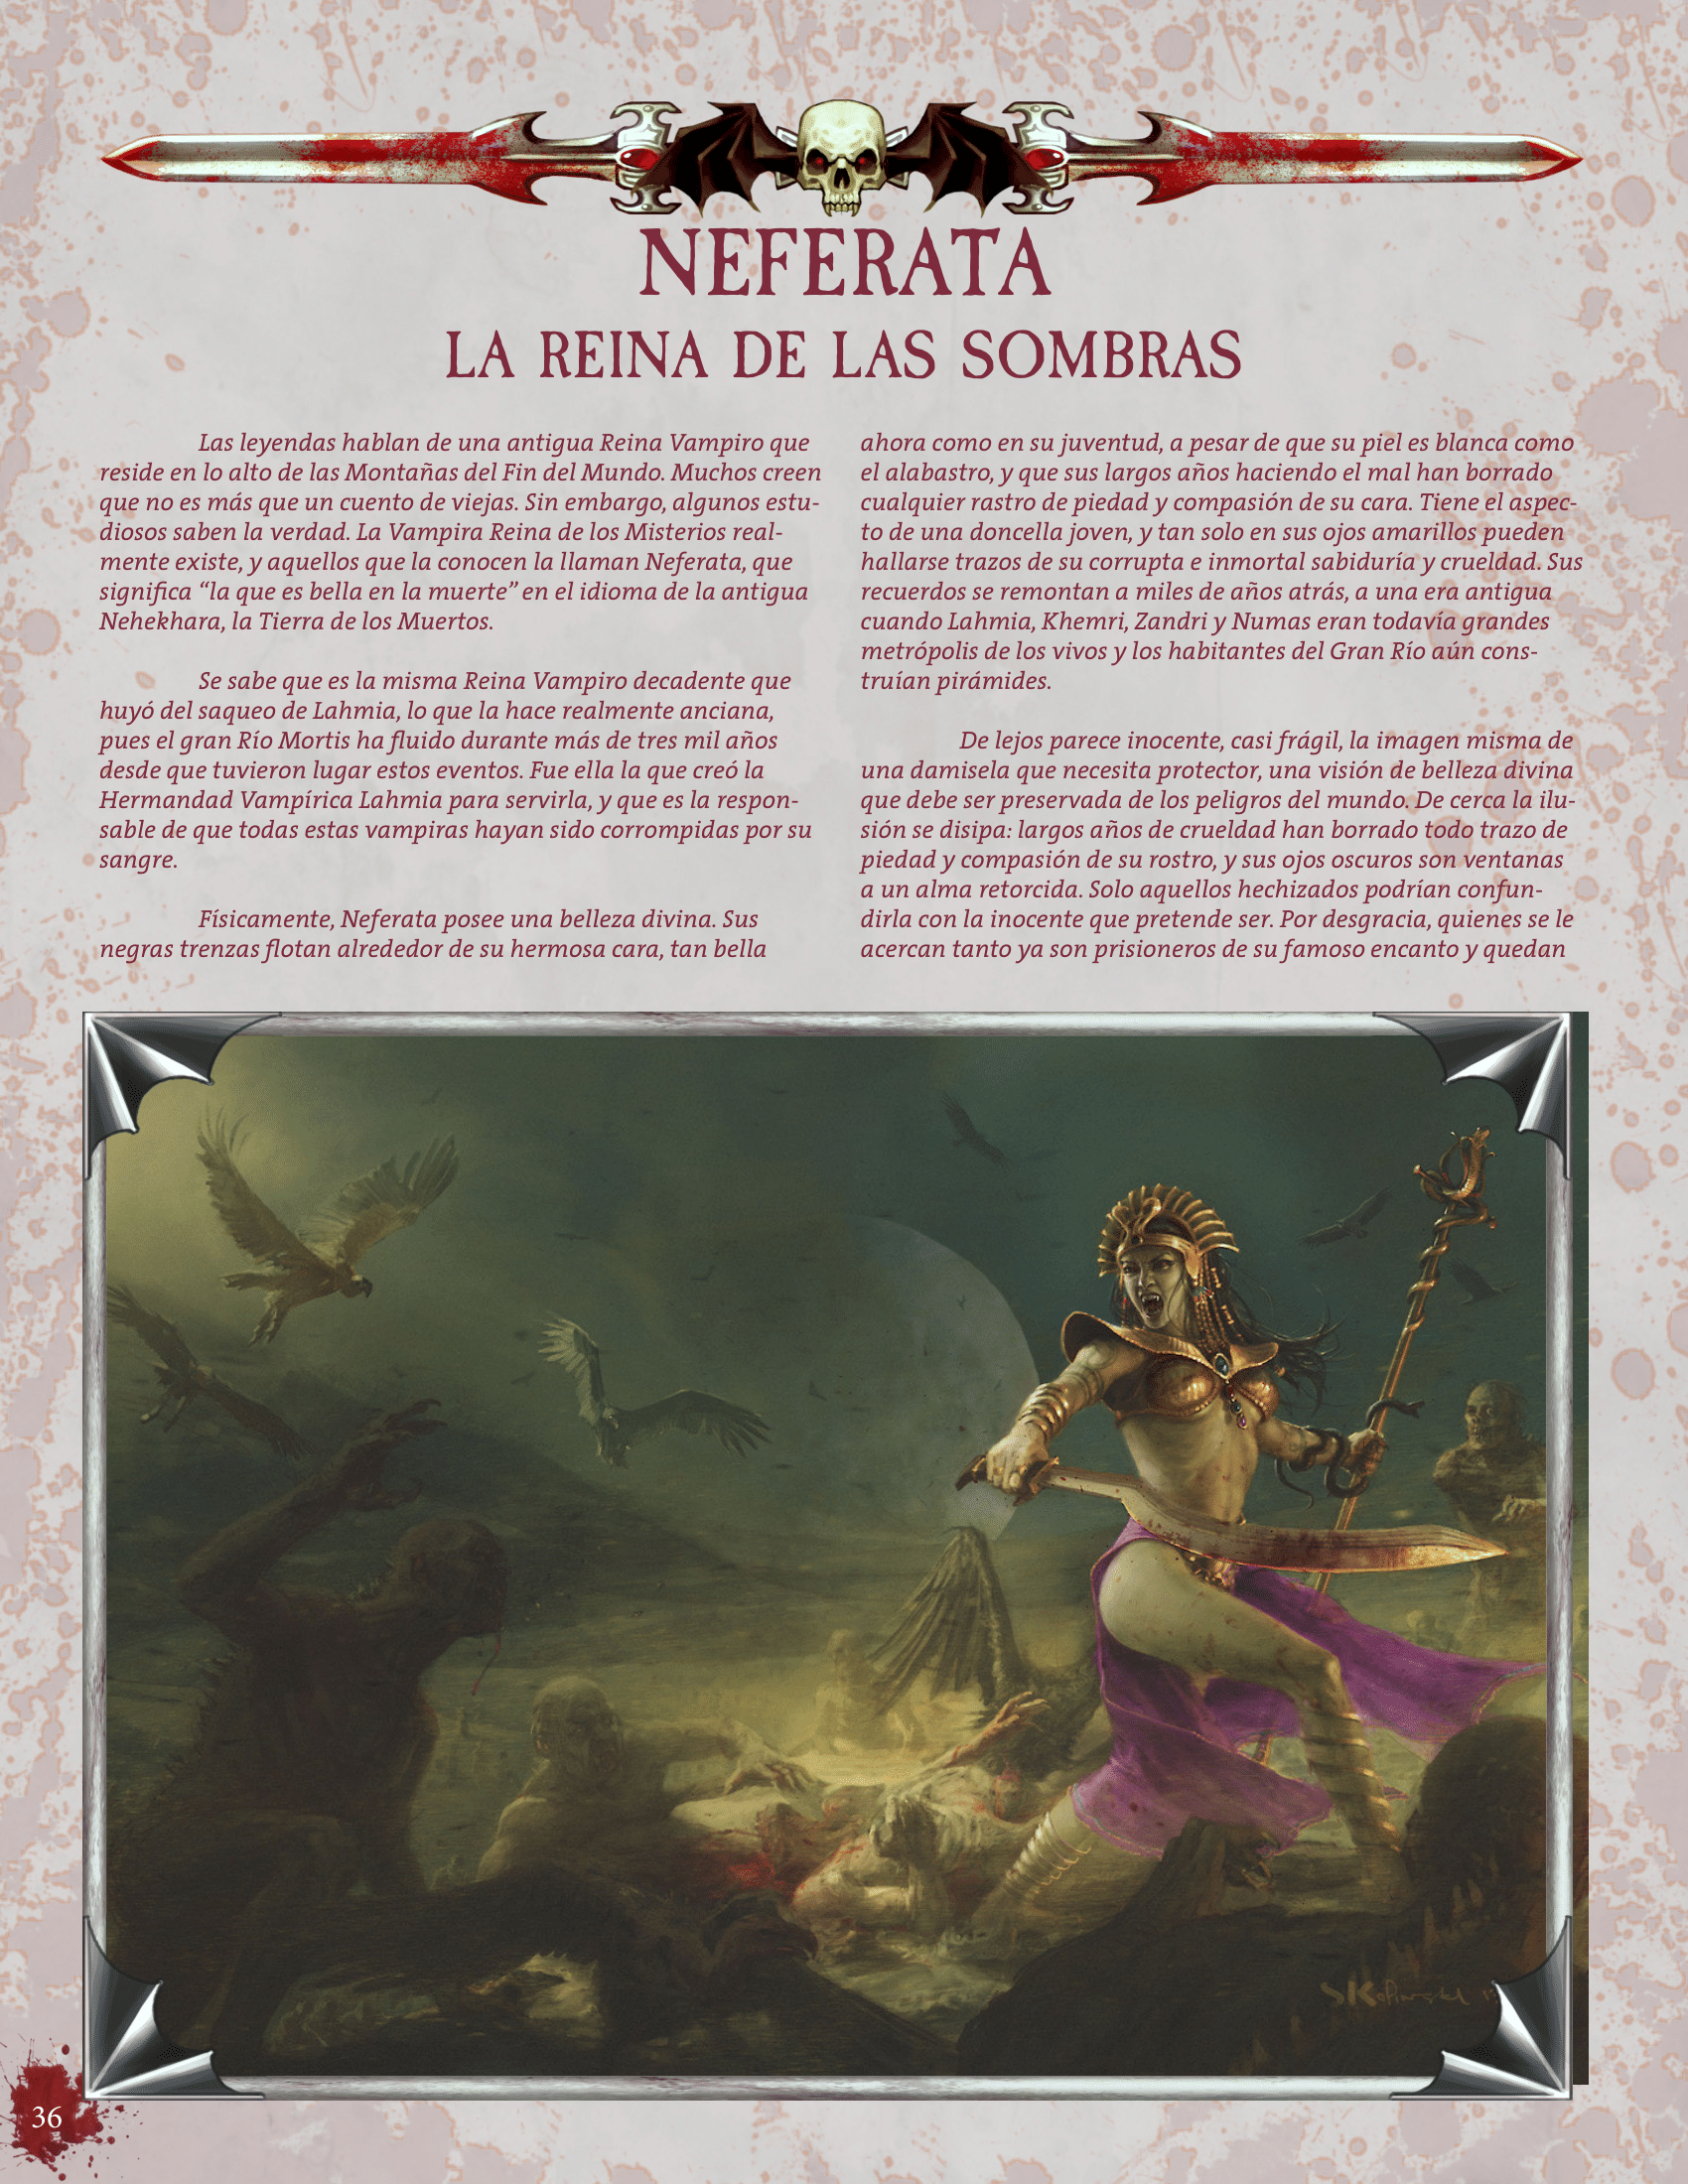 NEFERATA
LA REINA DE LAS SOMBRAS
Las leyendas hablan de una antigua Reina Vampiro que
reside en lo alto de las Montañas del Fin del Mundo. Muchos creen
que no es más que un cuento de viejas. Sin embargo, algunos estu-
diosos saben la verdad. La Vampira Reina de los Misterios real-
mente existe, y aquellos que la conocen la llaman Neferata, que
significa “la que es bella en la muerte” en el idioma de la antigua
Nehekhara, la Tierra de los Muertos.
Se sabe que es la misma Reina Vampiro decadente que
huyó del saqueo de Lahmia, lo que la hace realmente anciana,
pues el gran Río Mortis ha fluido durante más de tres mil años
desde que tuvieron lugar estos eventos. Fue ella la que creó la
Hermandad Vampírica Lahmia para servirla, y que es la respon-
sable de que todas estas vampiras hayan sido corrompidas por su
sangre.
Físicamente, Neferata posee una belleza divina. Sus
negras trenzas flotan alrededor de su hermosa cara, tan bella
ahora como en su juventud, a pesar de que su piel es blanca como
el alabastro, y que sus largos años haciendo el mal han borrado
cualquier rastro de piedad y compasión de su cara. Tiene el aspec-
to de una doncella joven, y tan solo en sus ojos amarillos pueden
hallarse trazos de su corrupta e inmortal sabiduría y crueldad. Sus
recuerdos se remontan a miles de años atrás, a una era antigua
cuando Lahmia, Khemri, Zandri y Numas eran todavía grandes
metrópolis de los vivos y los habitantes del Gran Río aún cons-
truían pirámides.
De lejos parece inocente, casi frágil, la imagen misma de
una damisela que necesita protector, una visión de belleza divina
que debe ser preservada de los peligros del mundo. De cerca la ilu-
sión se disipa: largos años de crueldad han borrado todo trazo de
piedad y compasión de su rostro, y sus ojos oscuros son ventanas
a un alma retorcida. Solo aquellos hechizados podrían confun-
dirla con la inocente que pretende ser. Por desgracia, quienes se le
acercan tanto ya son prisioneros de su famoso encanto y quedan
36